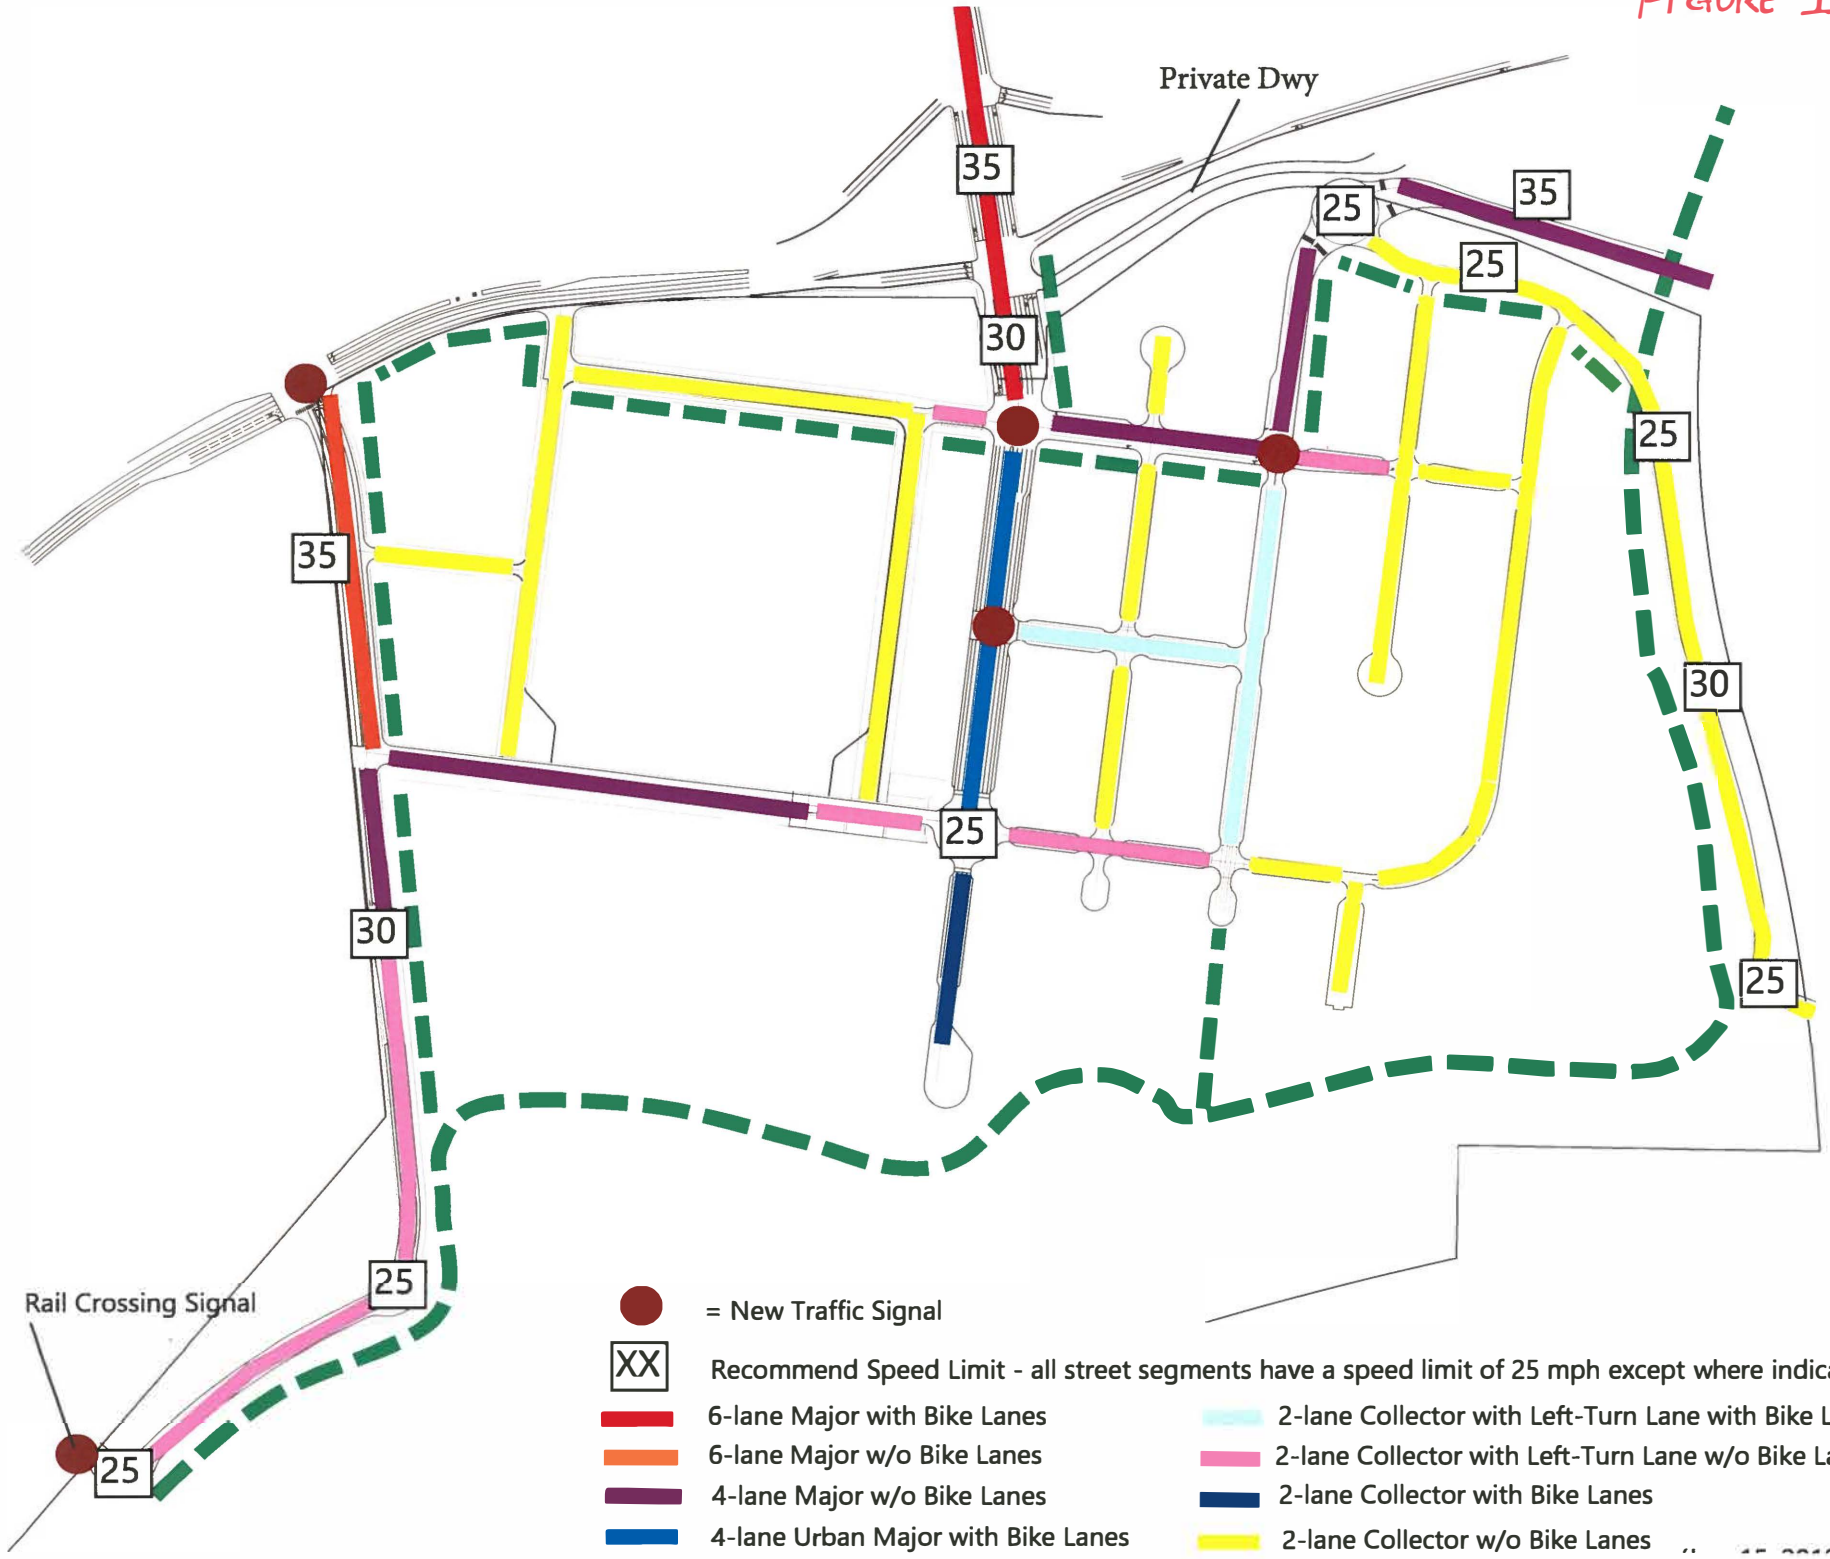 FIGURE 1
Private Dwy
35
35
25
25
30
25
35
30
25
30
25
25
25
Rail Crossing Signal
= New Traffic Signal
XX Recommend Speed Limit - all street segments have a speed limit of 25 mph except where indica
6-lane Major with Bike Lanes
2-lane Collector with Left-Turn Lane with Bike L
6-lane Major w/o Bike Lanes
2-lane Collector with Left-Turn Lane w/o Bike La
4-lane Major w/o Bike Lanes
2-lane Collector with Bike Lanes
4-lane Urban Major with Bike Lanes
2-lane Collector w/o Bike Lanes